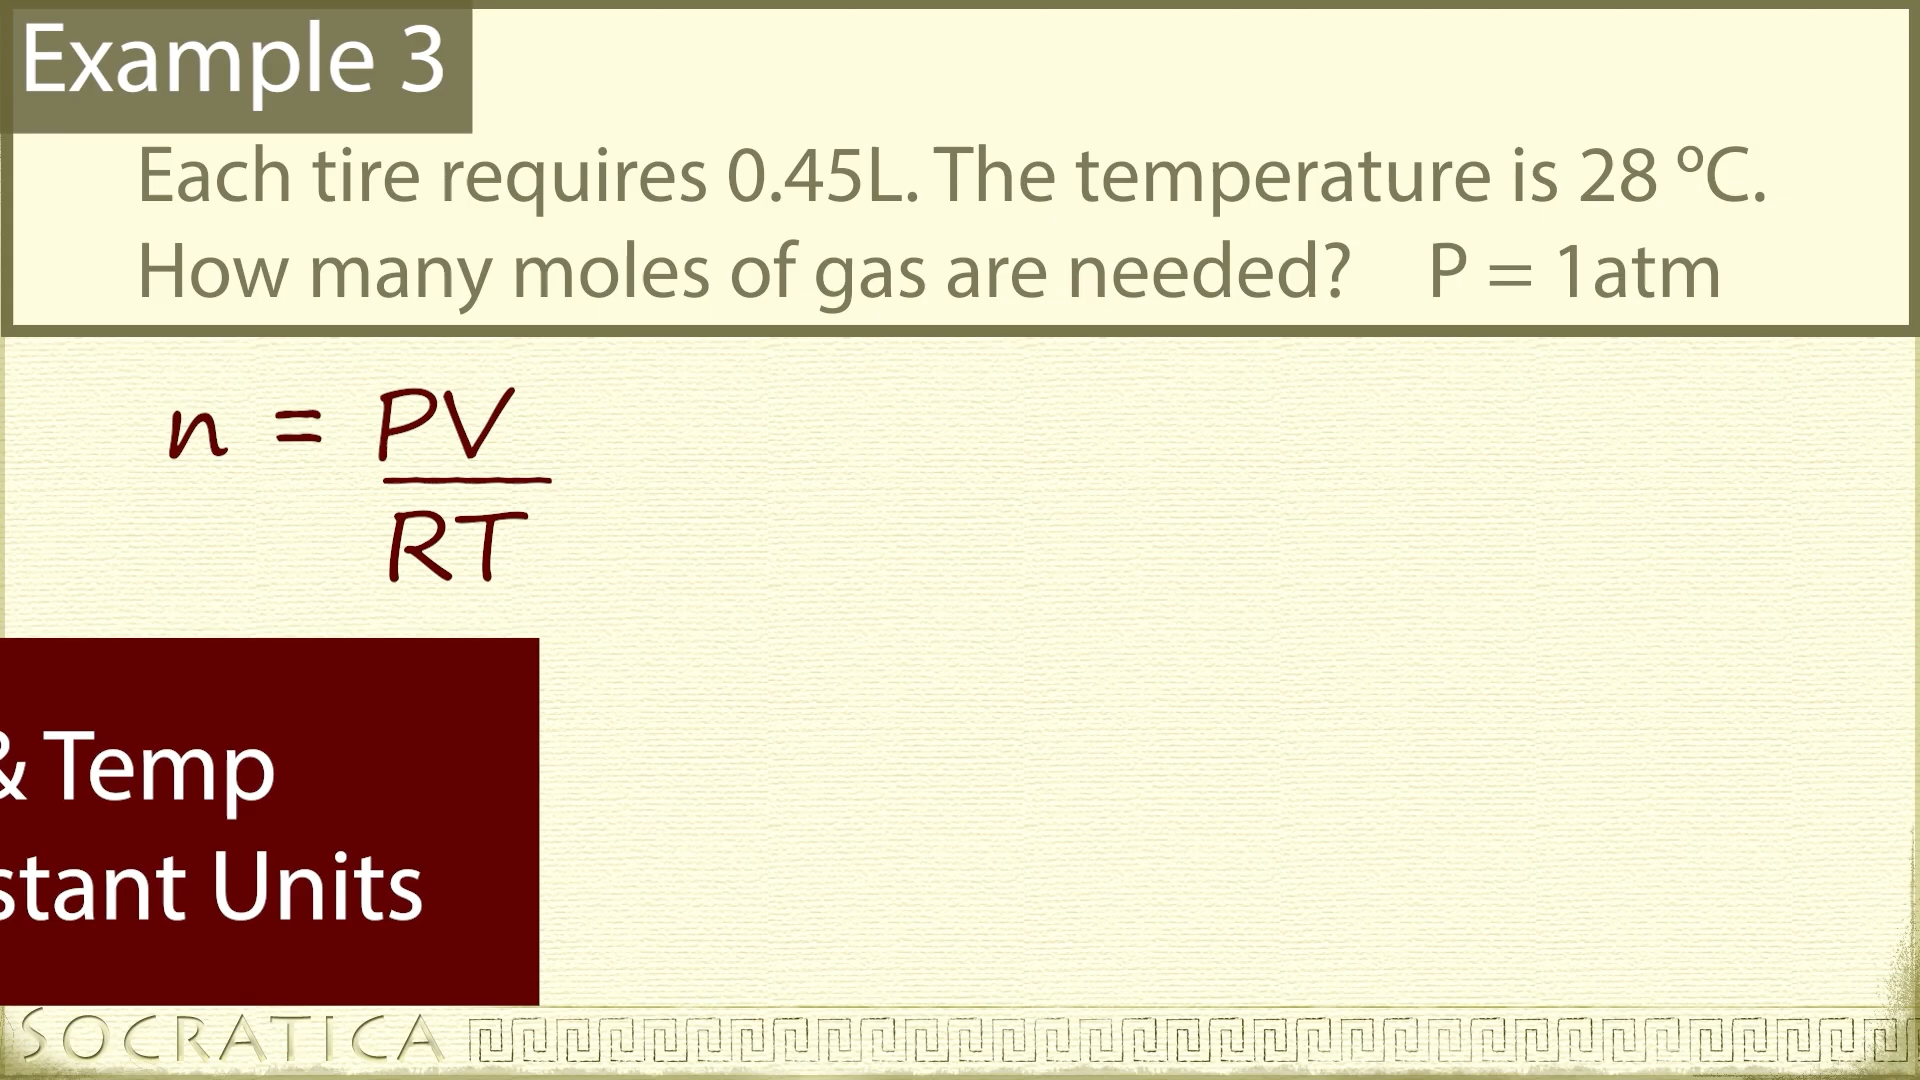 Example 3
Each tire requires 0.45L. The temperature is 28 ºC.
How many moles of gas are needed? P = 1atm
n = PV
RT
& Temp
stant Units
SOCRATICA